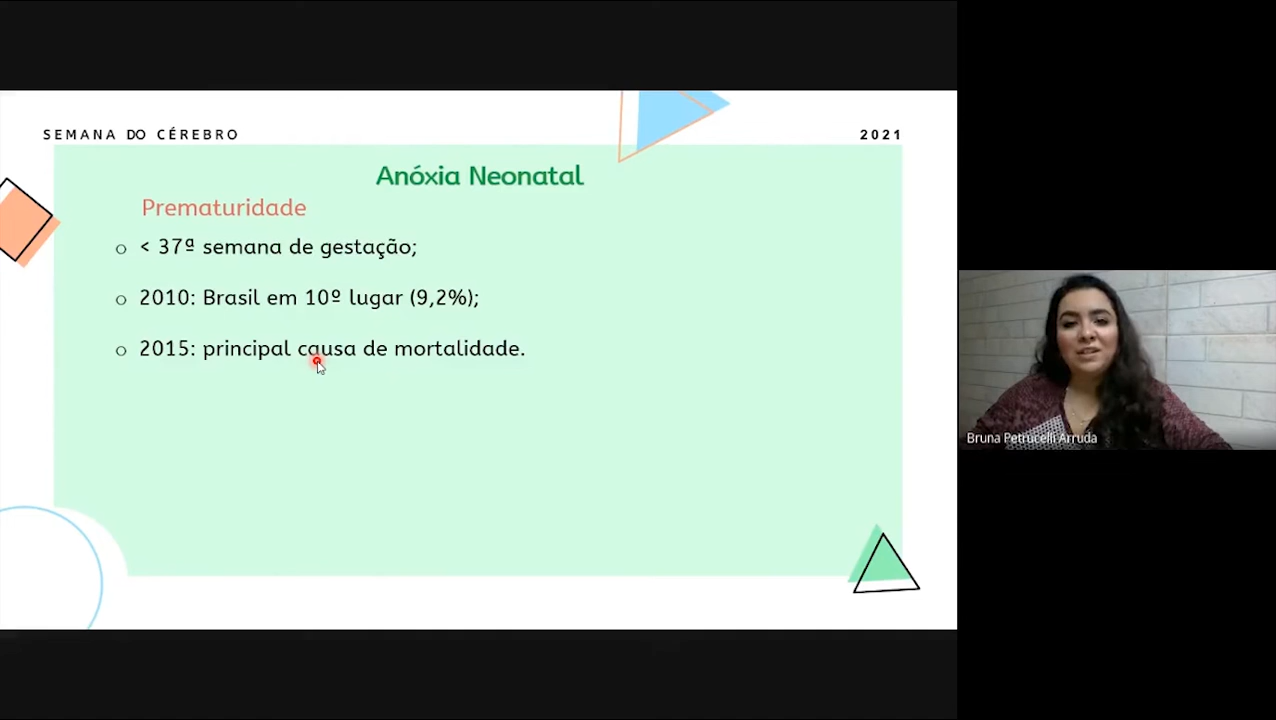 SEMANA DO CÉREBRO
2021
Anóxia Neonatal
Prematuridade
o < 37ª semana de gestação;
o 2010: Brasil em 10º lugar (9,2%);
o 2015: principal causa de mortalidade.
Bruna Petrucelli Arruda